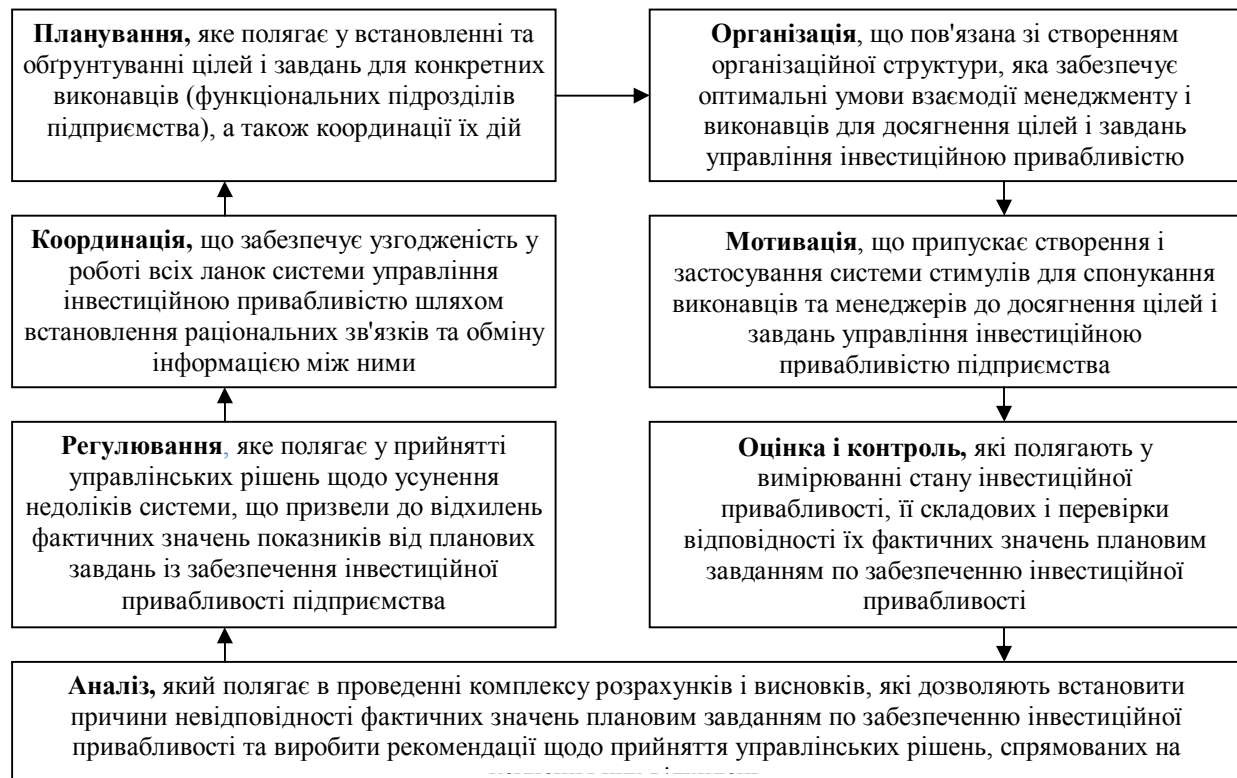 Планування, яке полягає у встановленні та
обґрунтуванні цілей і завдань для конкретних
виконавців (функціональних підрозділів
підприємства), а також координації їх дій
Організація, що пов'язана зі створенням
організаційної структури, яка забезпечує
оптимальні умови взаємодії менеджменту і
виконавців для досягнення цілей і завдань
управління інвестиційною привабливістю
Координація, що забезпечує узгодженість у
роботі всіх ланок системи управління
інвестиційною привабливістю шляхом
встановлення раціональних зв'язків та обміну
інформацією між ними
Мотивація, що припускає створення і
застосування системи стимулів для спонукання
виконавців та менеджерів до досягнення цілей і
завдань управління інвестиційною
привабливістю підприємства
Регулювання, яке полягає у прийнятті
управлінських рішень щодо усунення
недоліків системи, що призвели до відхилень
фактичних значень показників від планових
завдань із забезпечення інвестиційної
привабливості підприємства
Оцінка і контроль, які полягають у
вимірюванні стану інвестиційної
привабливості, її складових і перевірки
відповідності їх фактичних значень плановим
завданням по забезпеченню інвестиційної
привабливості
Аналіз, який полягає в проведенні комплексу розрахунків і висновків, які дозволяють встановити
причини невідповідності фактичних значень плановим завданням по забезпеченню інвестиційної
привабливості та виробити рекомендації щодо прийняття управлінських рішень, спрямованих на